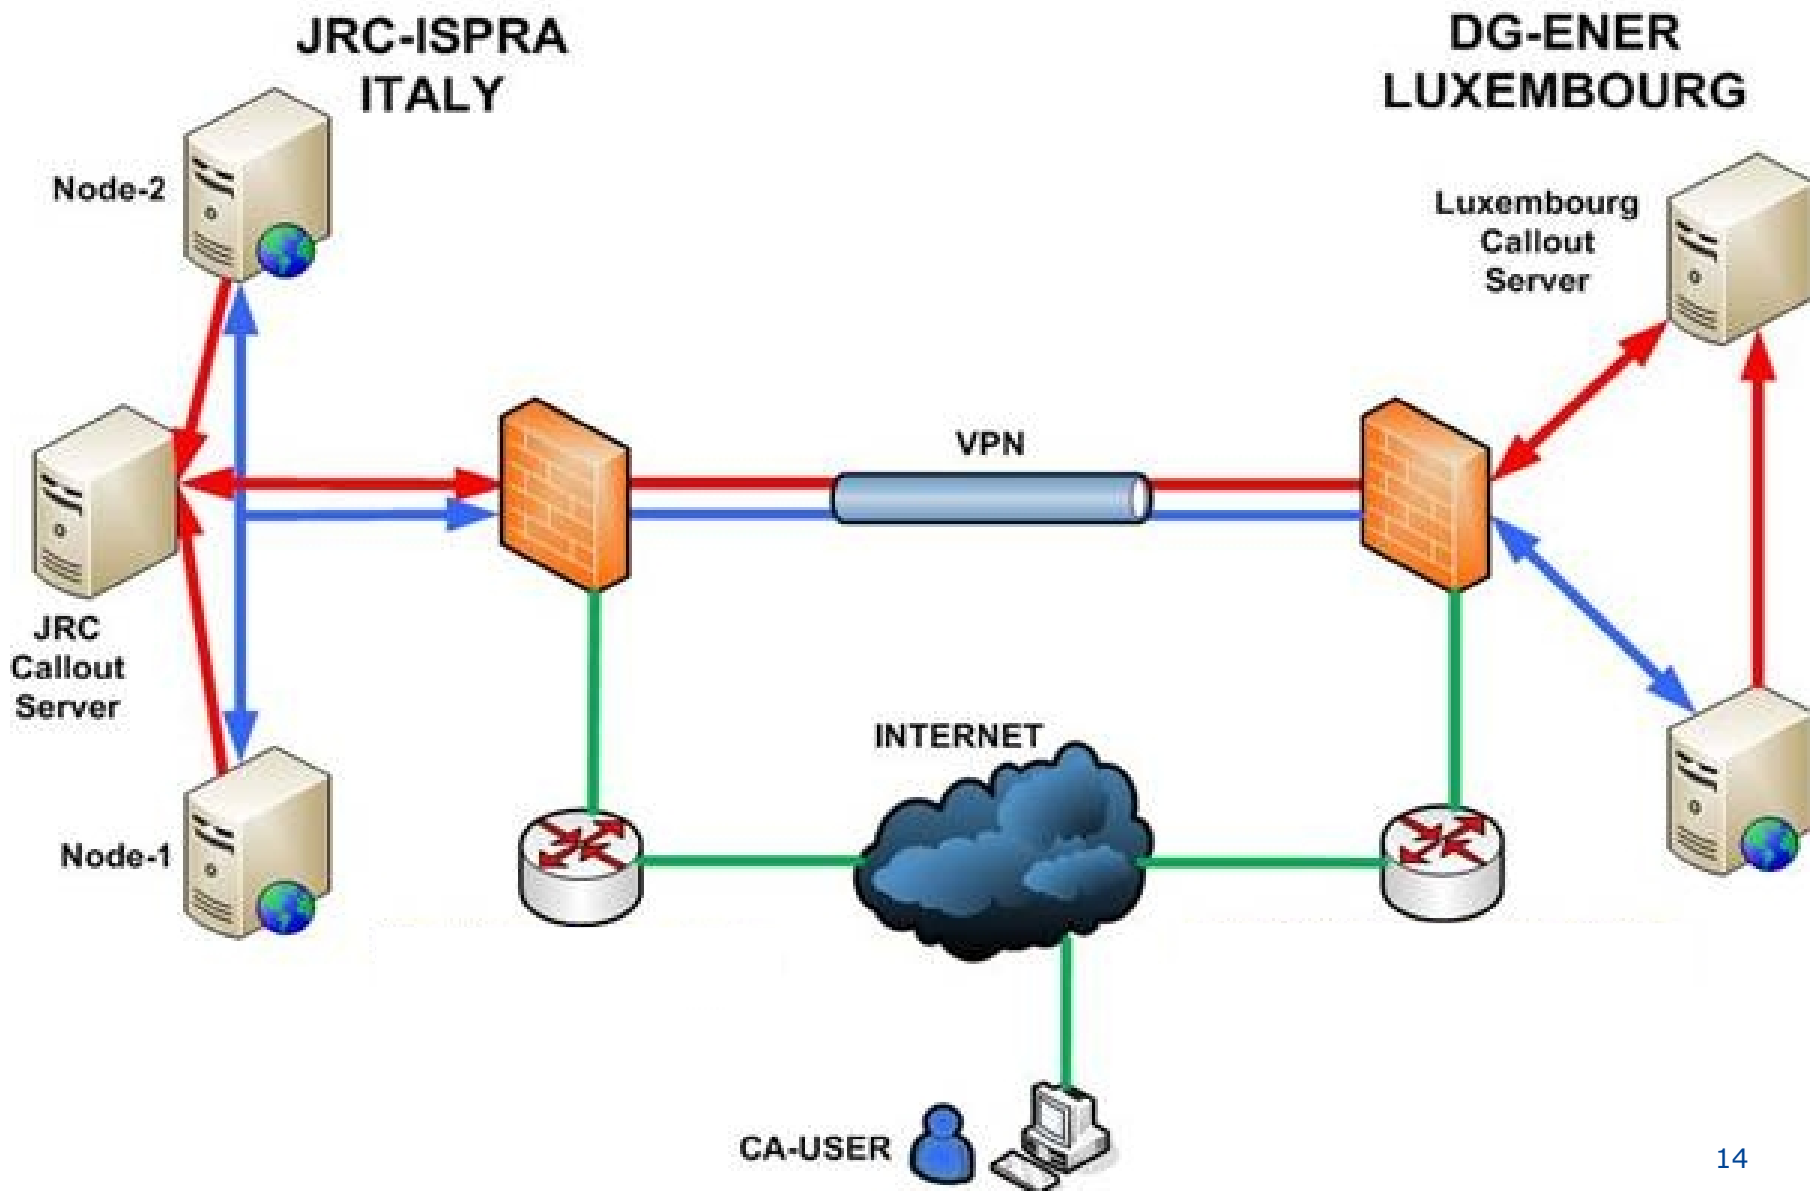 JRC-ISPRA
ITALY
DG-ENER
LUXEMBOURG
Node-2
Luxembourg
Callout
Server
VPN
JRC
Callout
Server
INTERNET
Node-1
CA-USER
14